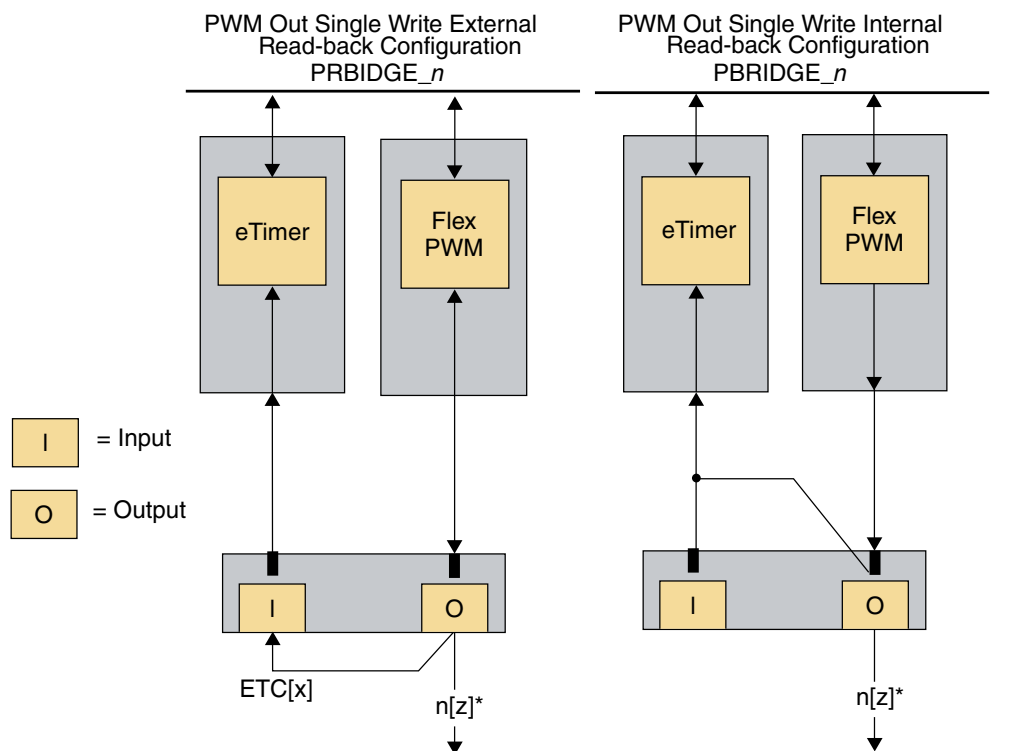 PWM Out Single Write External
Read-back Configuration
PRBIDGE_n
PWM Out Single Write Internal
Read-back Configuration
PBRIDGE_n
eTimer
Flex
PWM
eTimer
Flex
PWM
I = Input
O = Output
I
O
I
O
ETC[x]
n[z]*
n[z]*